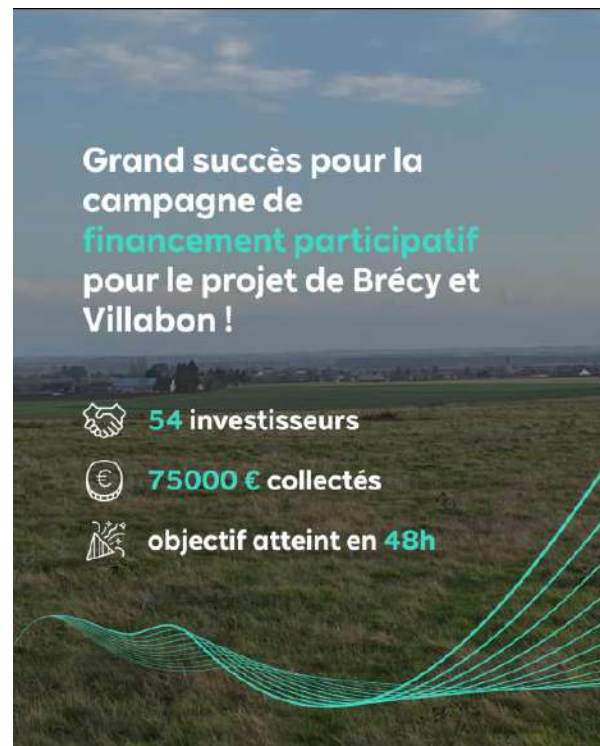 Grand succès pour la
campagne de
financement participatif
pour le projet de Brécy et
Villabon !
54 investisseurs
75000 € collectés
objectif atteint en 48h